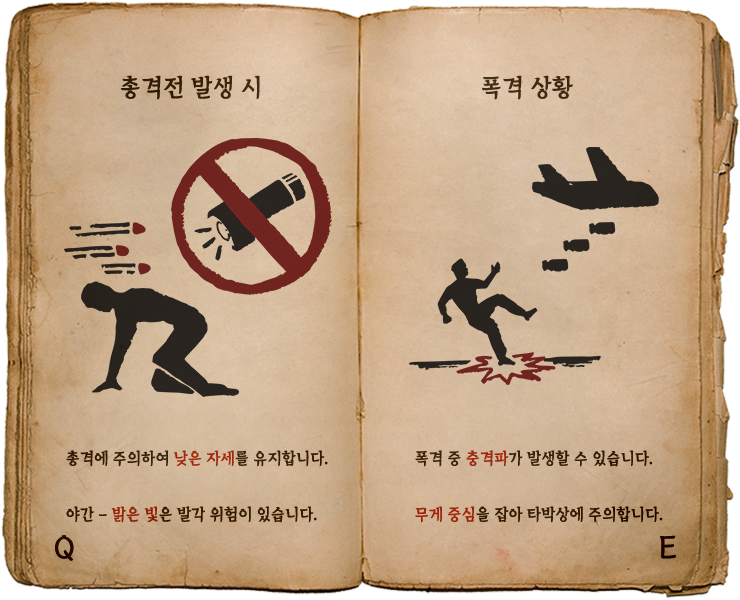 총격전 발생 시
총격에 주의하여 낮은 자세를 유지합니다.
야간 - 밝은 빛은 발각 위험이 있습니다.
Q
폭격 상황
폭격 중 충격파가 발생할 수 있습니다.
무게 중심을 잡아 타박상에 주의합니다.
E